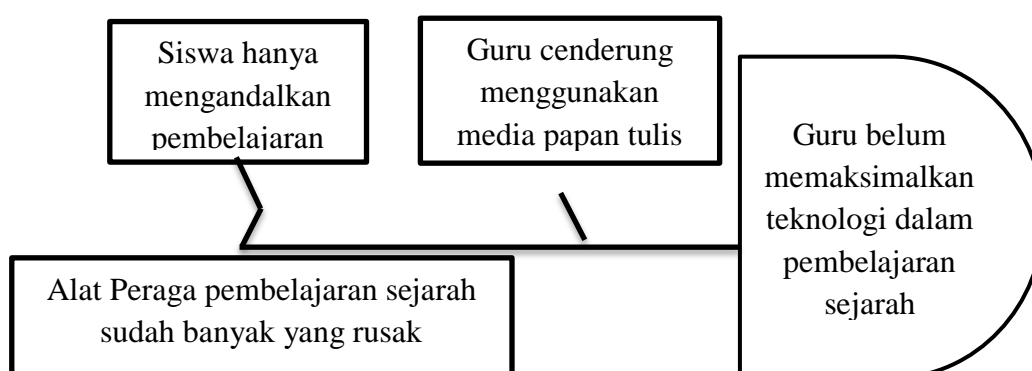 Siswa hanya
mengandalkan
pembelajaran
Guru cenderung
menggunakan
media papan tulis
Guru belum
memaksimalkan
teknologi dalam
pembelajaran
sejarah
Alat Peraga pembelajaran sejarah
sudah banyak yang rusak